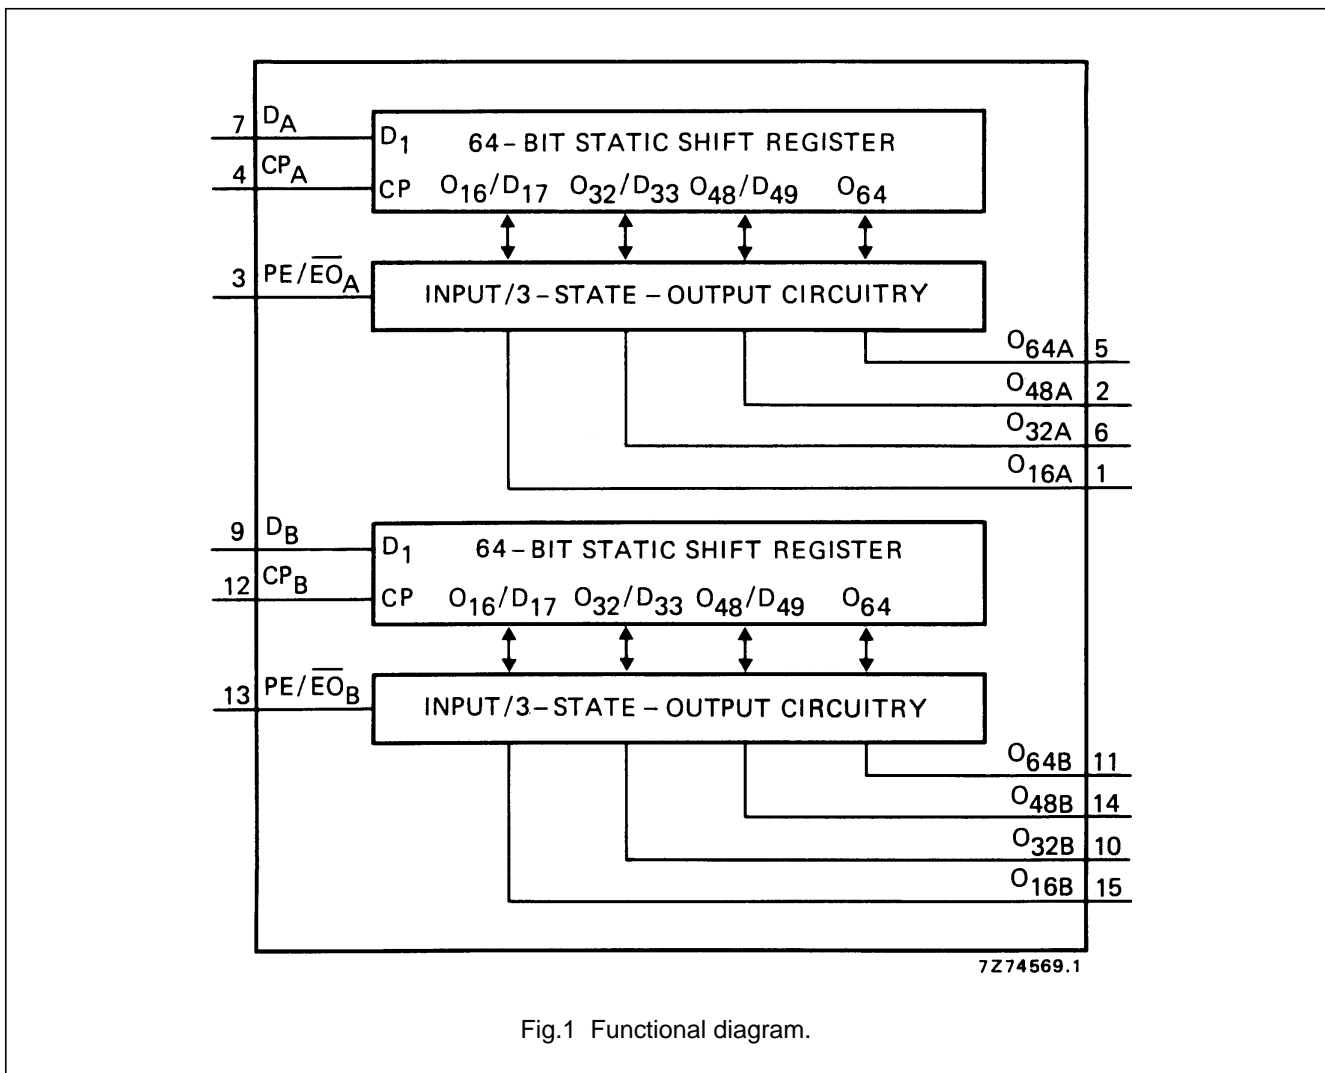 7 DA
D1 64-BIT STATIC SHIFT REGISTER
4 CPA
CP O16/D17 O32/D33 O48/D49 O64
3 PE/E̅O̅A
INPUT/3-STATE-OUTPUT CIRCUITRY
O64A 5
O48A 2
O32A 6
O16A 1
9 DB
D1 64-BIT STATIC SHIFT REGISTER
12 CPB
CP O16/D17 O32/D33 O48/D49 O64
13 PE/E̅O̅B
INPUT/3-STATE-OUTPUT CIRCUITRY
O64B 11
O48B 14
O32B 10
O16B 15
7Z74569.1
Fig.1 Functional diagram.